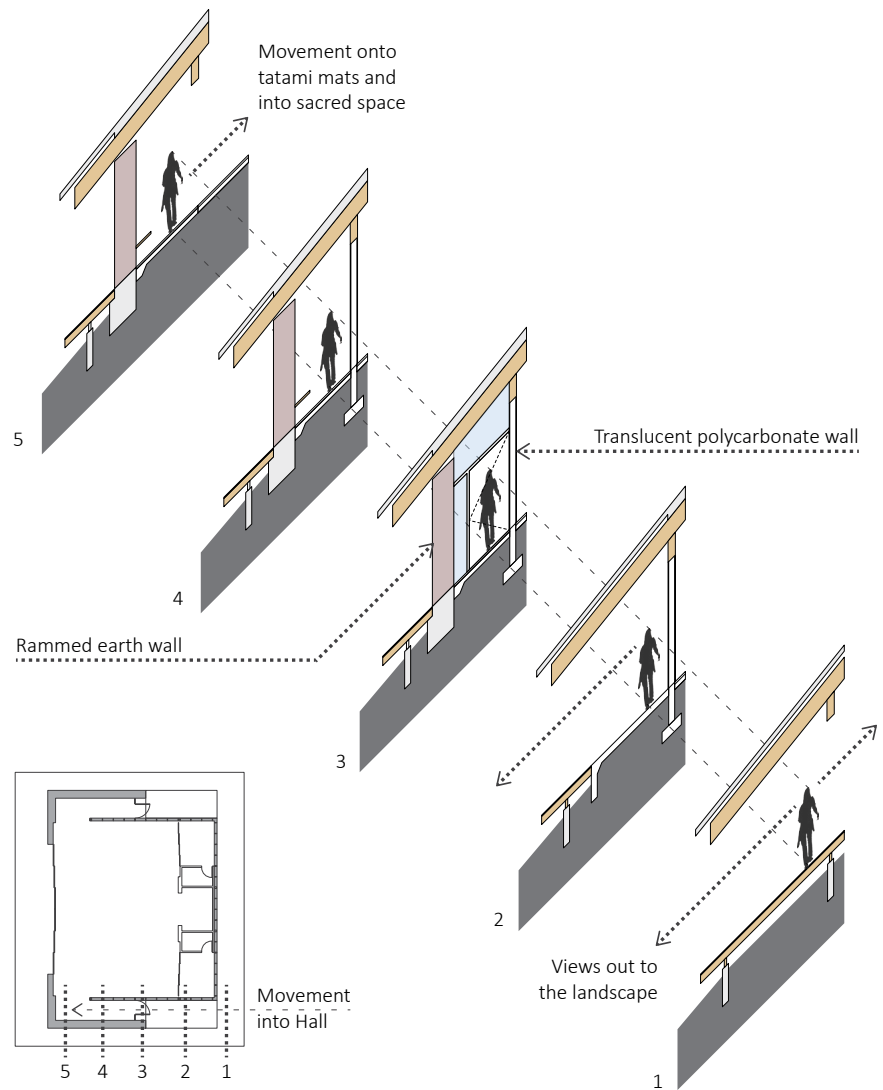 Movement onto
tatami mats and
into sacred space
5
Translucent polycarbonate wall
4
Rammed earth wall
3
2
Views out to
the landscape
1
Movement
into Hall
5 4 3 2 1